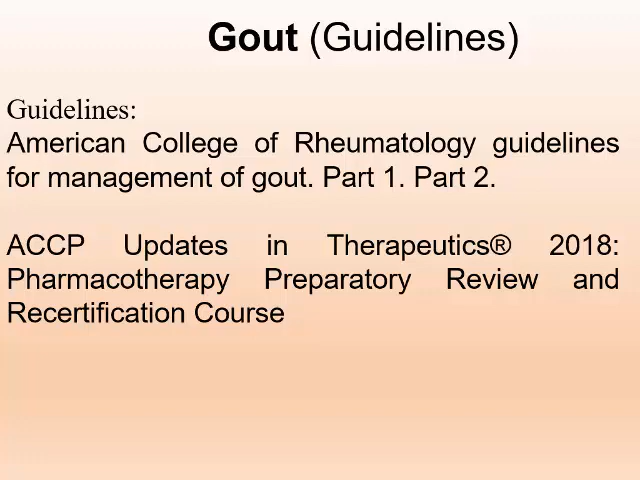 Gout (Guidelines)
Guidelines:
American College of Rheumatology guidelines
for management of gout. Part 1. Part 2.
ACCP Updates in Therapeutics® 2018:
Pharmacotherapy Preparatory Review and
Recertification Course